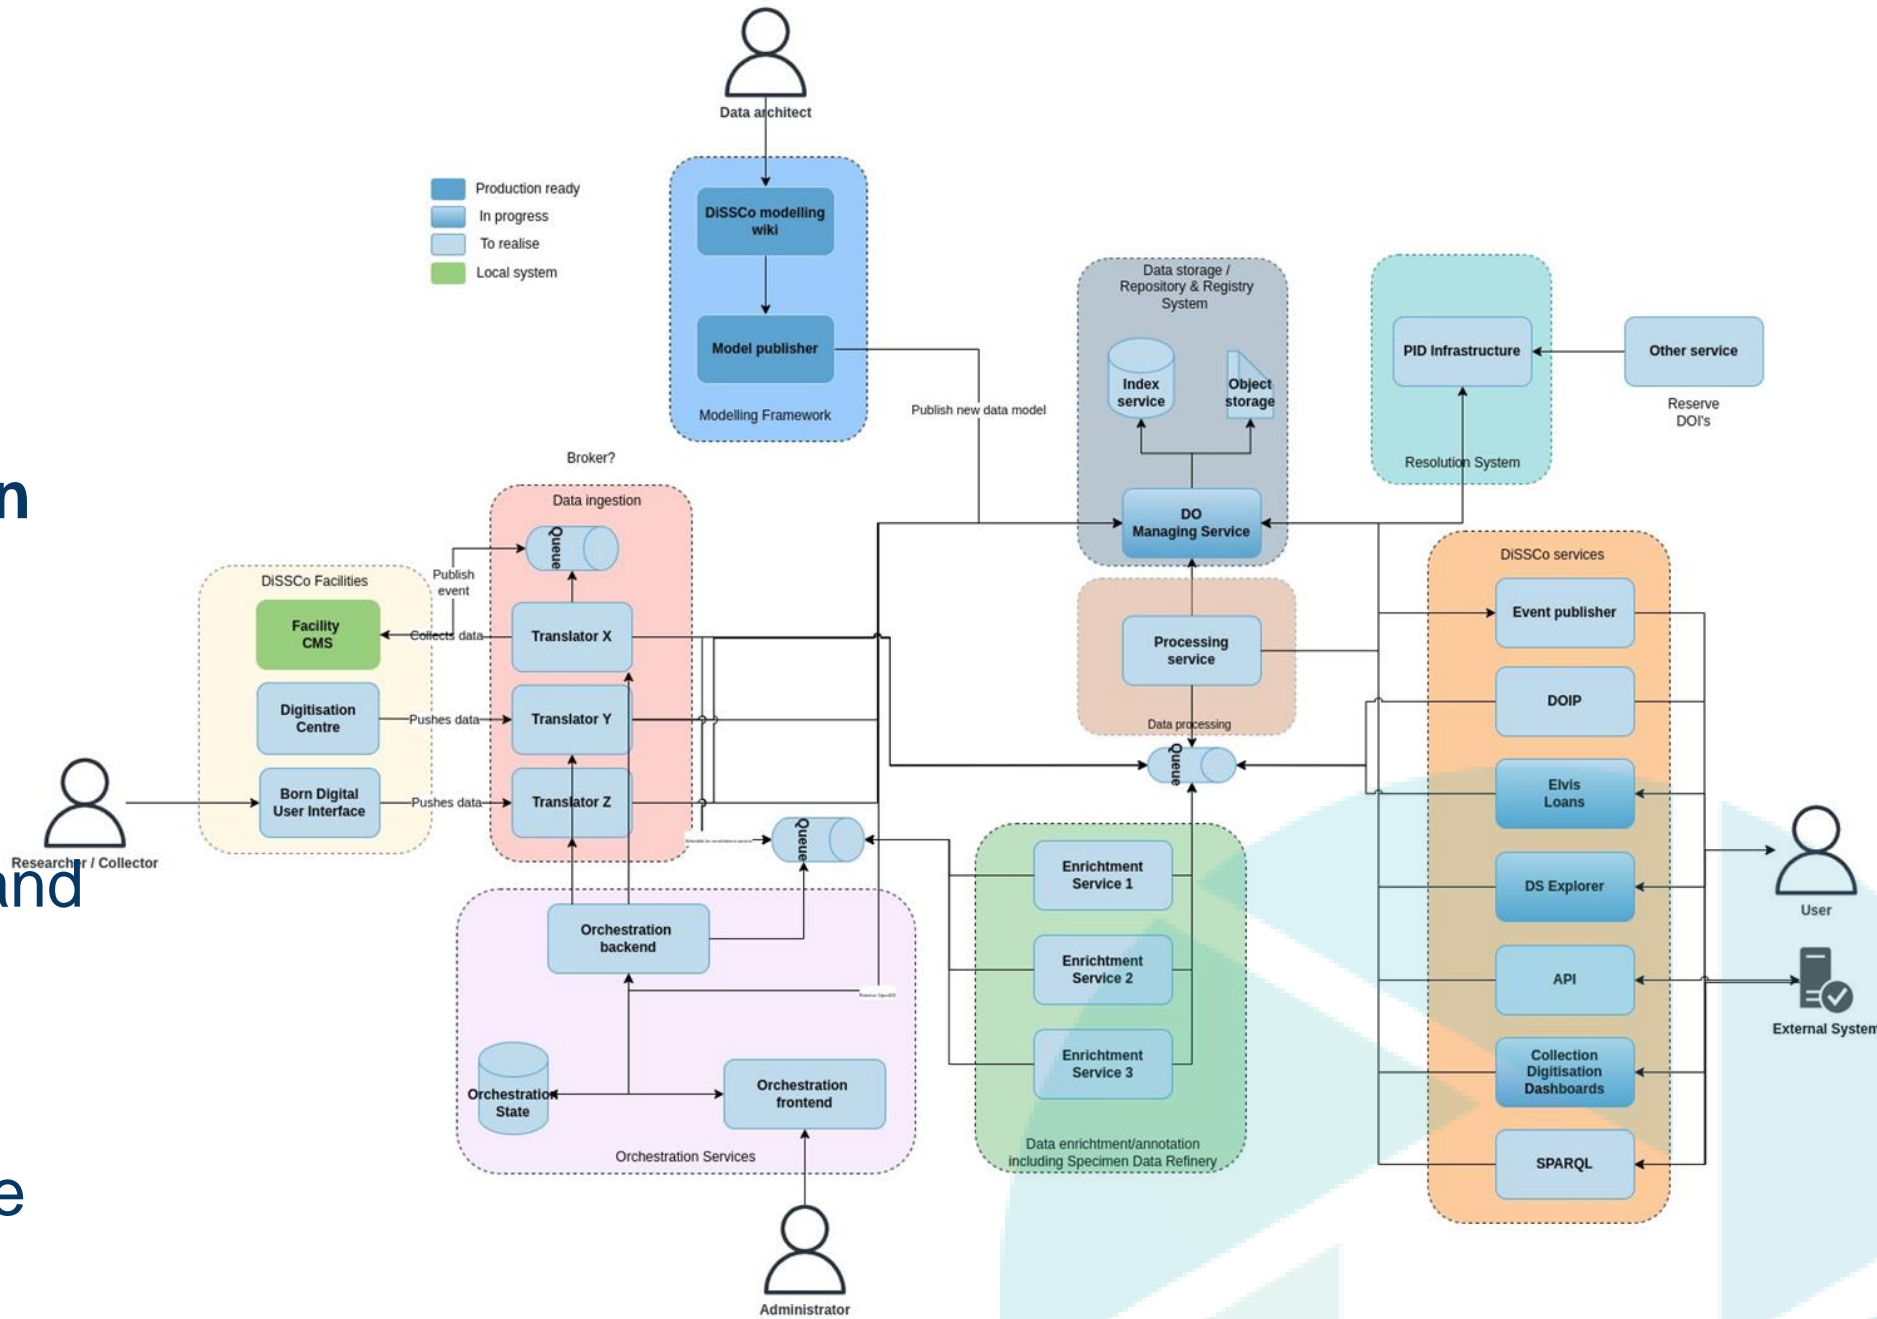 Data architect
Production ready
In progress
To realise
Local system
DiSSCo modelling
wiki
Model publisher
Modelling Framework
Publish new data model
Data storage /
Repository & Registry
System
Index
service
Object
storage
DO
Managing Service
PID Infrastructure
Resolution System
Other service
Reserve
DOI's
Broker?
Data ingestion
Queue
Publish
event
DiSSCo Facilities
Facility
CMS
Collects data
Translator X
Digitisation
Centre
Pushes data
Translator Y
Born Digital
User Interface
Pushes data
Translator Z
Researcher / Collector
n
and
e
Queue
Processing
service
Data processing
Queue
Orchestration
backend
Orchestration
State
Orchestration
frontend
Orchestration Services
Administrator
Enrichtment
Service 1
Enrichtment
Service 2
Enrichtment
Service 3
Data enrichtment/annotation
including Specimen Data Refinery
DiSSCo services
Event publisher
DOIP
Elvis
Loans
DS Explorer
API
Collection
Digitisation
Dashboards
SPARQL
User
External System